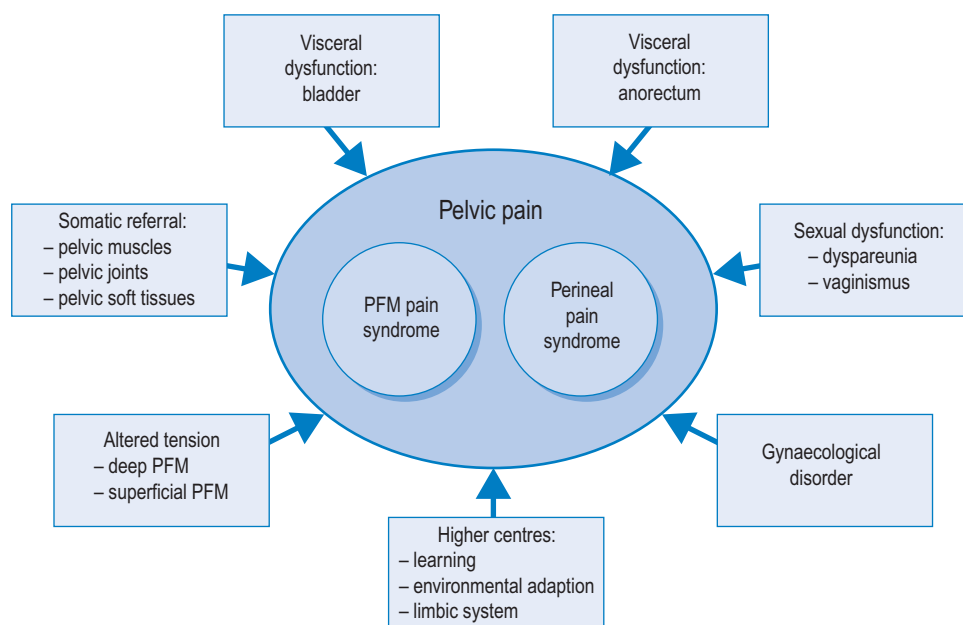 Visceral
dysfunction:
bladder
Visceral
dysfunction:
anorectum
Pelvic pain
Somatic referral:
– pelvic muscles
– pelvic joints
– pelvic soft tissues
Sexual dysfunction:
– dyspareunia
– vaginismus
PFM pain
syndrome
Perineal
pain
syndrome
Altered tension
– deep PFM
– superficial PFM
Gynaecological
disorder
Higher centres:
– learning
– environmental adaption
– limbic system